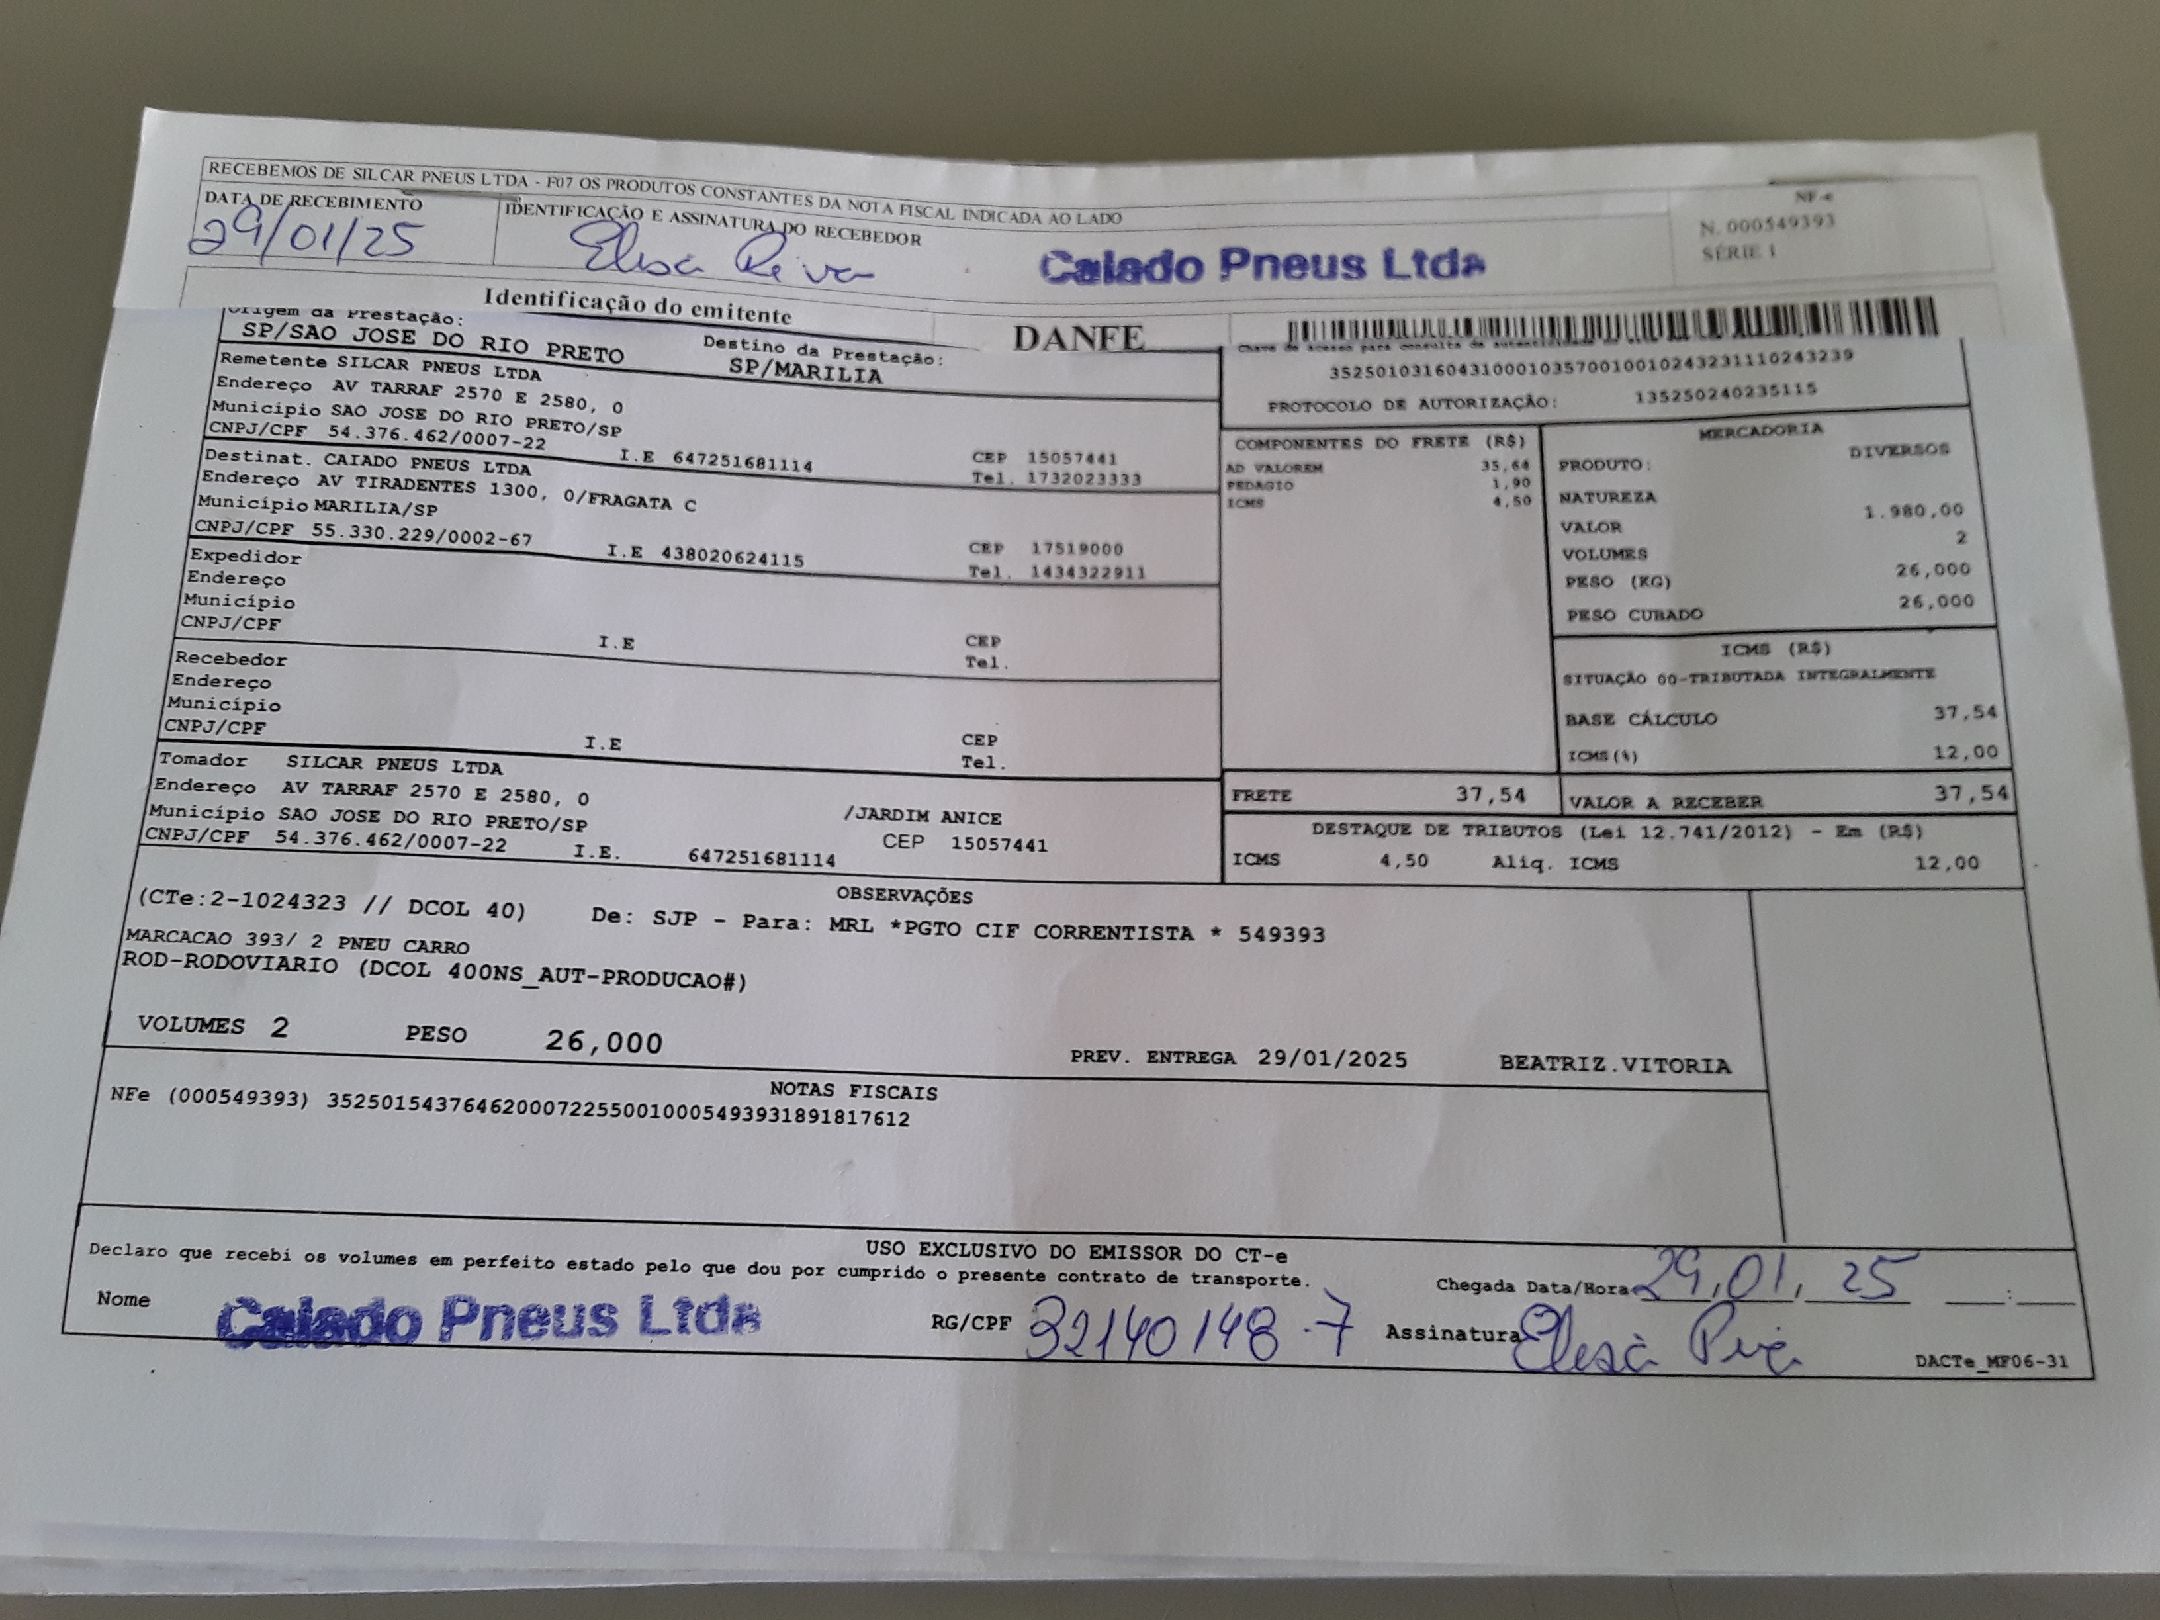 RECEBEMOS DE SILCAR PNEUS LTDA - F07 OS PRODUTOS CONSTANTES DA NOTA FISCAL INDICADA AO LADO
DATA DE RECEBIMENTO
29/01/25
IDENTIFICAÇÃO E ASSINATURA DO RECEBEDOR
Elisa
Caiado Pneus Ltda
NF-e
N. 000549393
SÉRIE 1
Identificação do emitente
DANFE
Origem da Prestação:
SP/SAO JOSE DO RIO PRETO
Destino da Prestação:
SP/MARILIA
Chave de acesso para consulta de autenticidade
35250103160431000103570010010243231110243239
PROTOCOLO DE AUTORIZAÇÃO: 135250240235115
Remetente SILCAR PNEUS LTDA
Endereço AV TARRAF 2570 E 2580, 0
Município SAO JOSE DO RIO PRETO/SP
CNPJ/CPF 54.376.462/0007-22 I.E 647251681114
CEP 15057441
Tel. 1732023333
Destinat. CAIADO PNEUS LTDA
Endereço AV TIRADENTES 1300, 0/FRAGATA C
Município MARILIA/SP
CNPJ/CPF 55.330.229/0002-67 I.E 438020624115
CEP 17519000
Tel. 1434322911
Expedidor
Endereço
Município
CNPJ/CPF I.E
CEP
Tel.
Recebedor
Endereço
Município
CNPJ/CPF I.E
CEP
Tel.
Tomador SILCAR PNEUS LTDA
Endereço AV TARRAF 2570 E 2580, 0 /JARDIM ANICE
Município SAO JOSE DO RIO PRETO/SP CEP 15057441
CNPJ/CPF 54.376.462/0007-22 I.E. 647251681114
COMPONENTES DO FRETE (R$)
AD VALOREM 35,64
PEDAGIO 1,90
ICMS 4,50
MERCADORIA
PRODUTO: DIVERSOS
NATUREZA
VALOR 1.980,00
VOLUMES 2
PESO (KG) 26,000
PESO CUBADO 26,000
ICMS (R$)
SITUAÇÃO 00-TRIBUTADA INTEGRALMENTE
BASE CÁLCULO 37,54
ICMS(%) 12,00
FRETE 37,54
VALOR A RECEBER 37,54
DESTAQUE DE TRIBUTOS (Lei 12.741/2012) - Em (R$)
ICMS 4,50 Aliq. ICMS 12,00
OBSERVAÇÕES
(CTe:2-1024323 // DCOL 40) De: SJP - Para: MRL *PGTO CIF CORRENTISTA * 549393
MARCACAO 393/ 2 PNEU CARRO
ROD-RODOVIARIO (DCOL 400NS_AUT-PRODUCAO#)
VOLUMES 2 PESO 26,000
PREV. ENTREGA 29/01/2025 BEATRIZ.VITORIA
NOTAS FISCAIS
NFe (000549393) 35250154376462000722550010005493931891817612
USO EXCLUSIVO DO EMISSOR DO CT-e
Declaro que recebi os volumes em perfeito estado pelo que dou por cumprido o presente contrato de transporte.
Chegada Data/Hora 29,01, 25 :
Nome Caiado Pneus Ltda
RG/CPF 32140148-7
Assinatura
DACTe_MF06-31